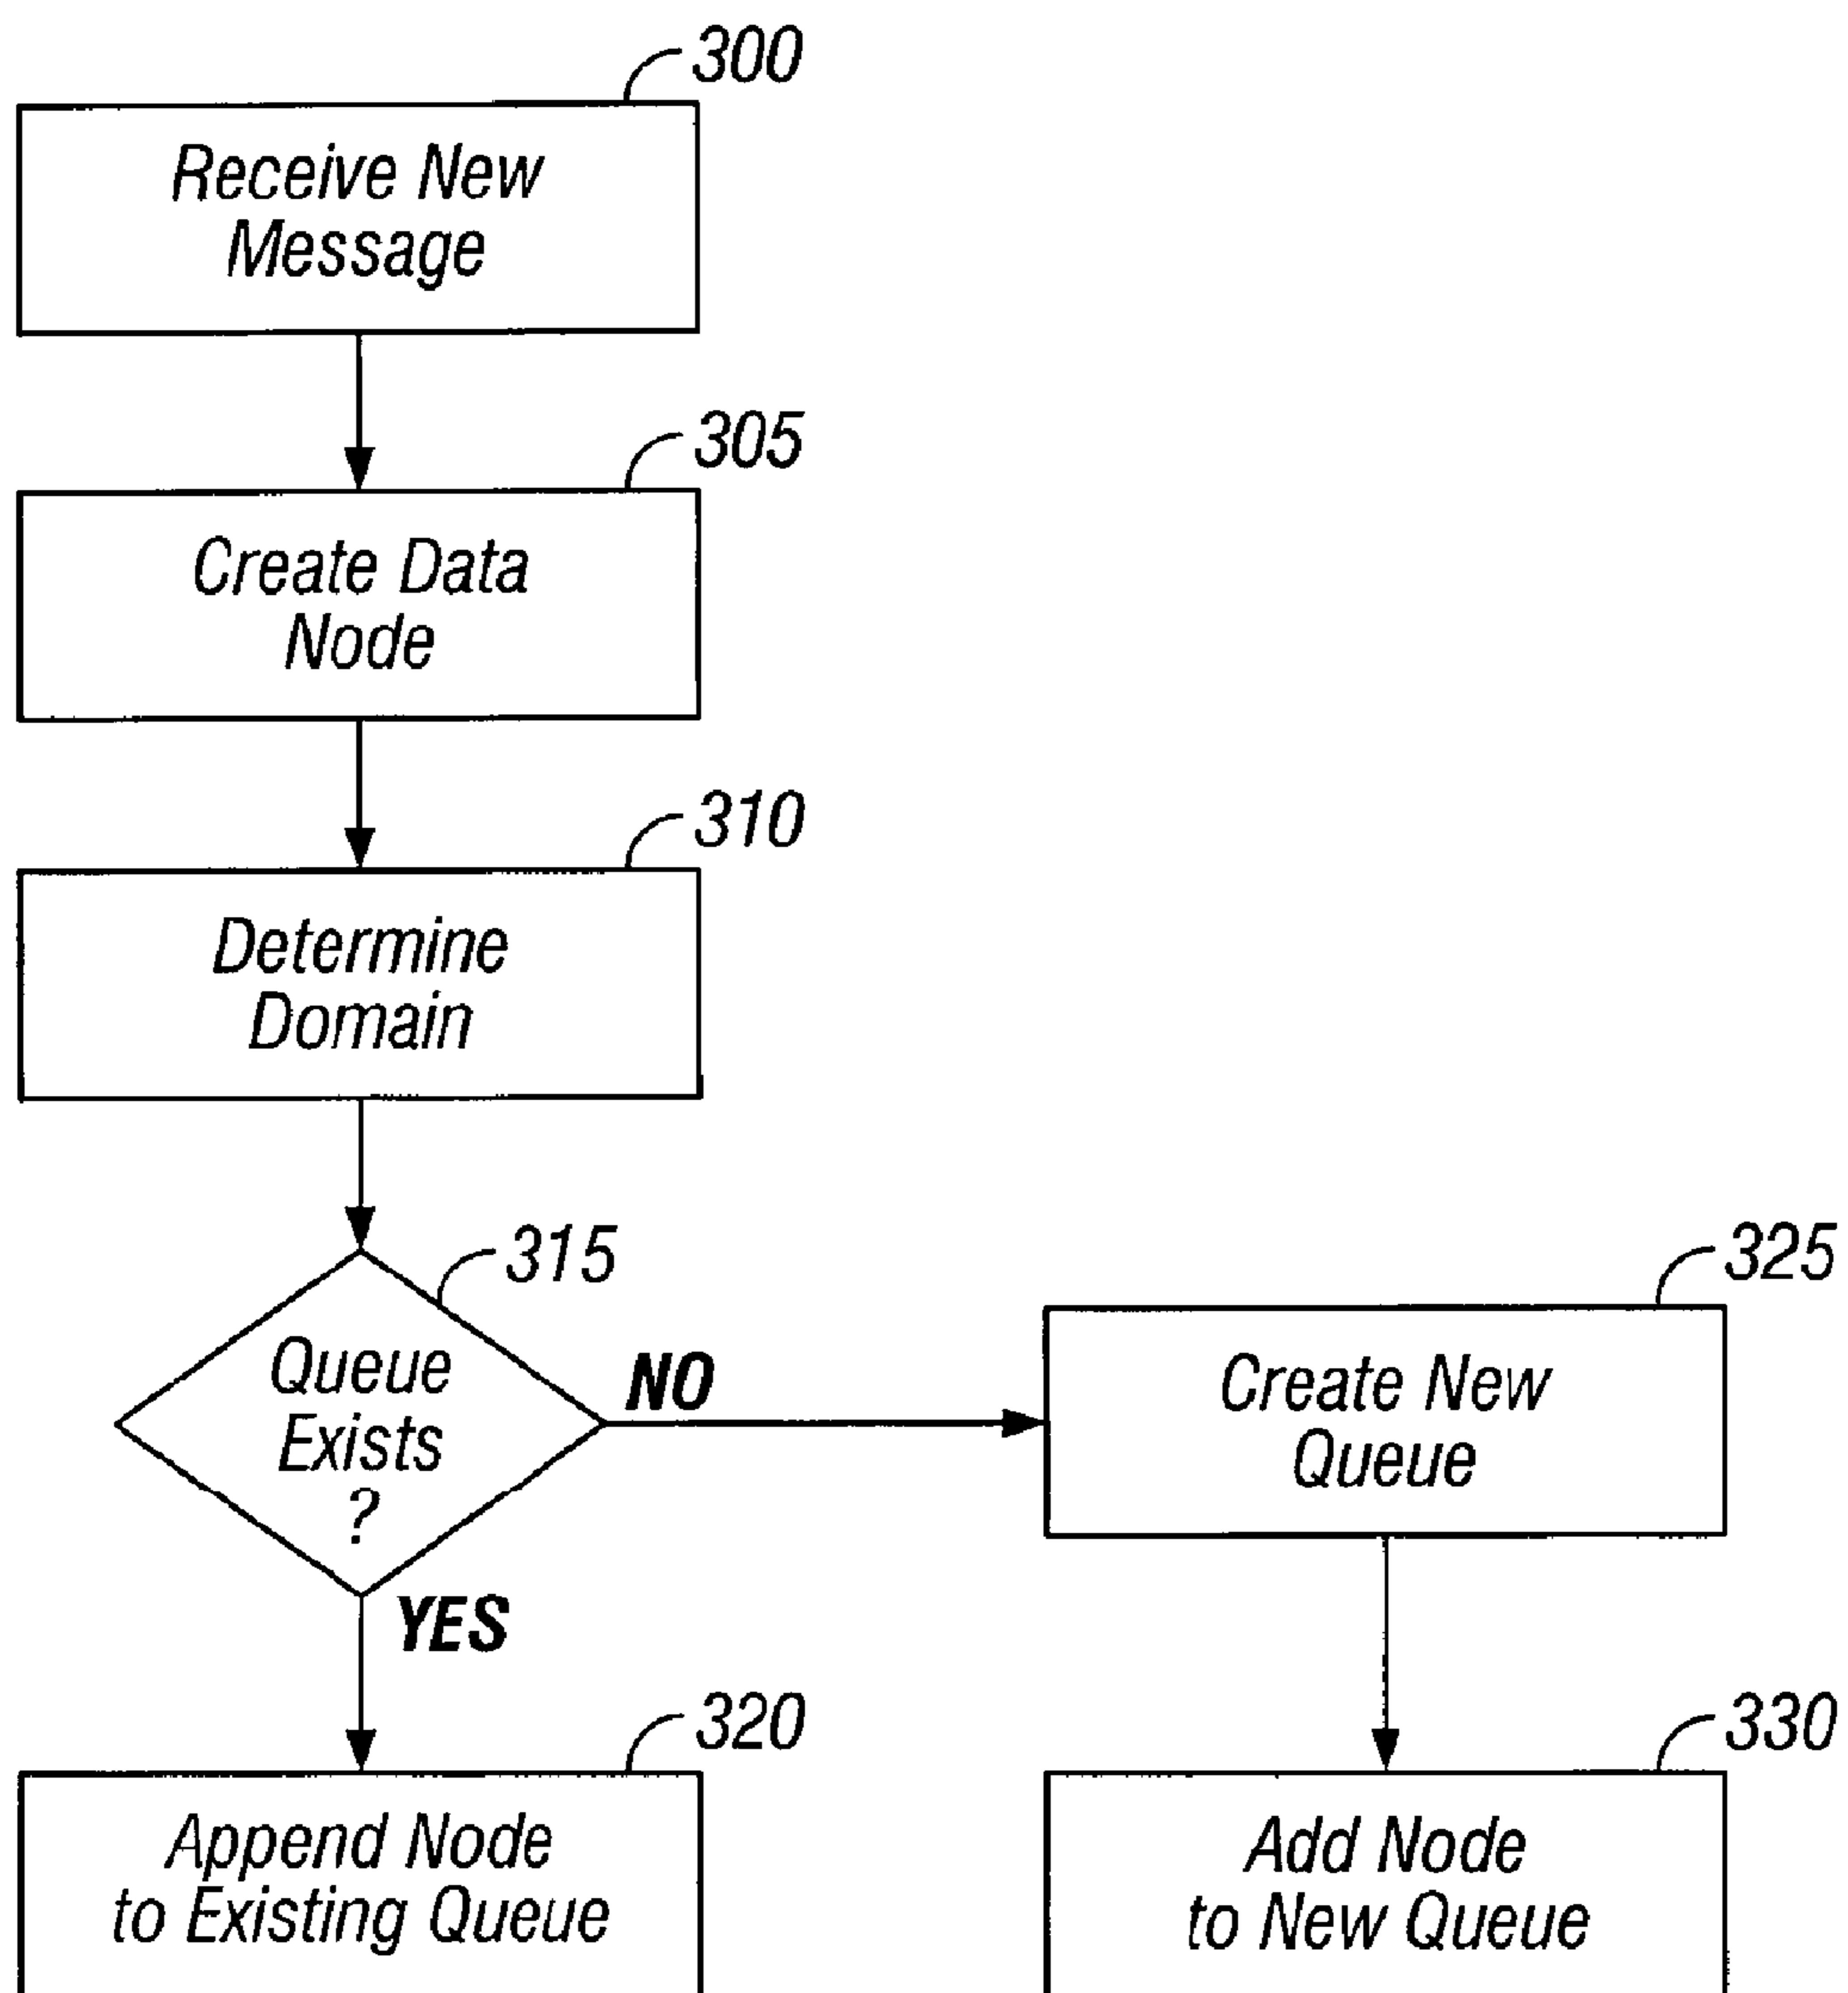 300
Receive New
Message
305
Create Data
Node
310
Determine
Domain
315
Queue
Exists
?
NO
YES
325
Create New
Queue
320
Append Node
to Existing Queue
330
Add Node
to New Queue